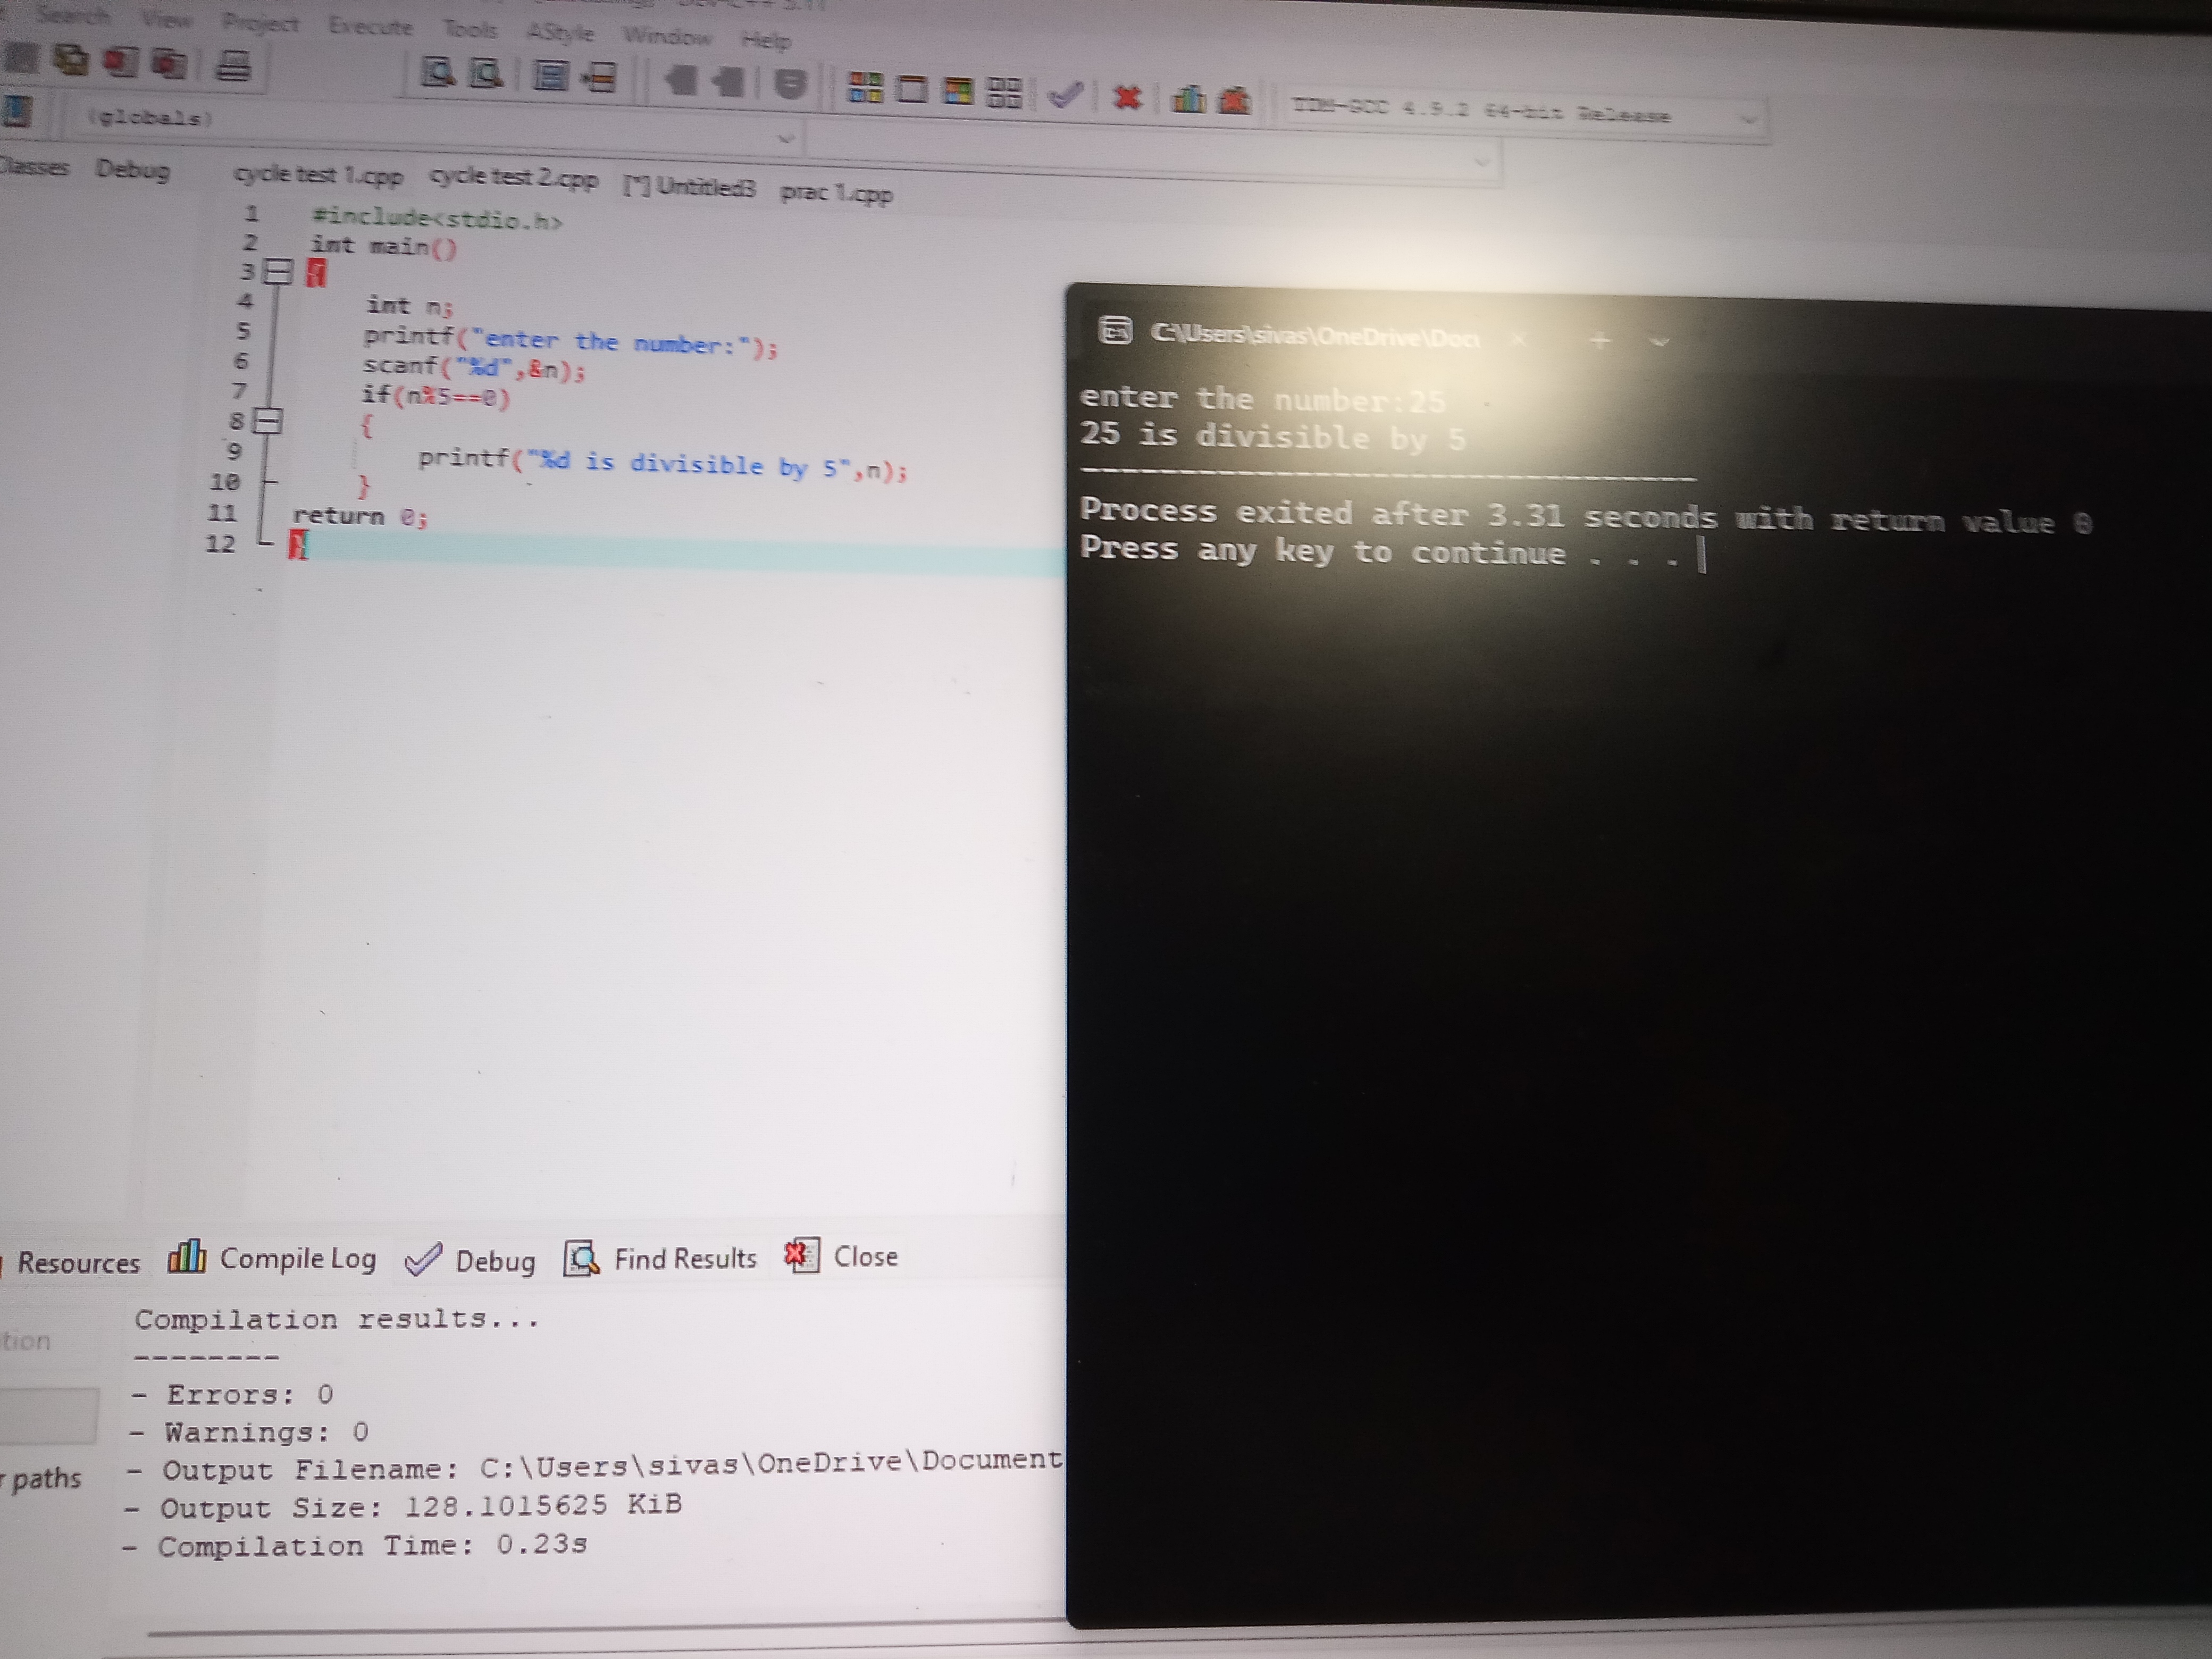 Search View Project Execute Tools AStyle Window Help
TDM-GCC 4.9.2 64-bit Release
(globals)
Classes Debug
cycle test 1.cpp cycle test 2.cpp [*] Untitled3 prac 1.cpp
1 #include<stdio.h>
2 int main()
3 {
4 int n;
5 printf("enter the number:");
6 scanf("%d",&n);
7 if(n%5==0)
8 {
9 printf("%d is divisible by 5",n);
10 }
11 return 0;
12 }
C:\Users\sivas\OneDrive\Docu
enter the number:25
25 is divisible by 5
--------------------------------
Process exited after 3.31 seconds with return value 0
Press any key to continue . . .
Resources Compile Log Debug Find Results Close
Compilation results...
--------
- Errors: 0
- Warnings: 0
- Output Filename: C:\Users\sivas\OneDrive\Document
- Output Size: 128.1015625 KiB
- Compilation Time: 0.23s
tion
paths